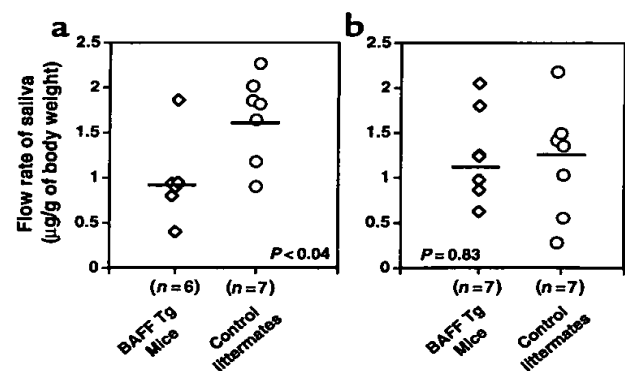 a
b
Flow rate of saliva
(µg/g of body weight)
2.5
2
1.5
1
0.5
0
P<0.04
(n=6)
(n=7)
BAFF Tg
Mice
Control
littermates
2.5
2
1.5
1
0.5
0
P=0.83
(n=7)
(n=7)
BAFF Tg
Mice
Control
littermates